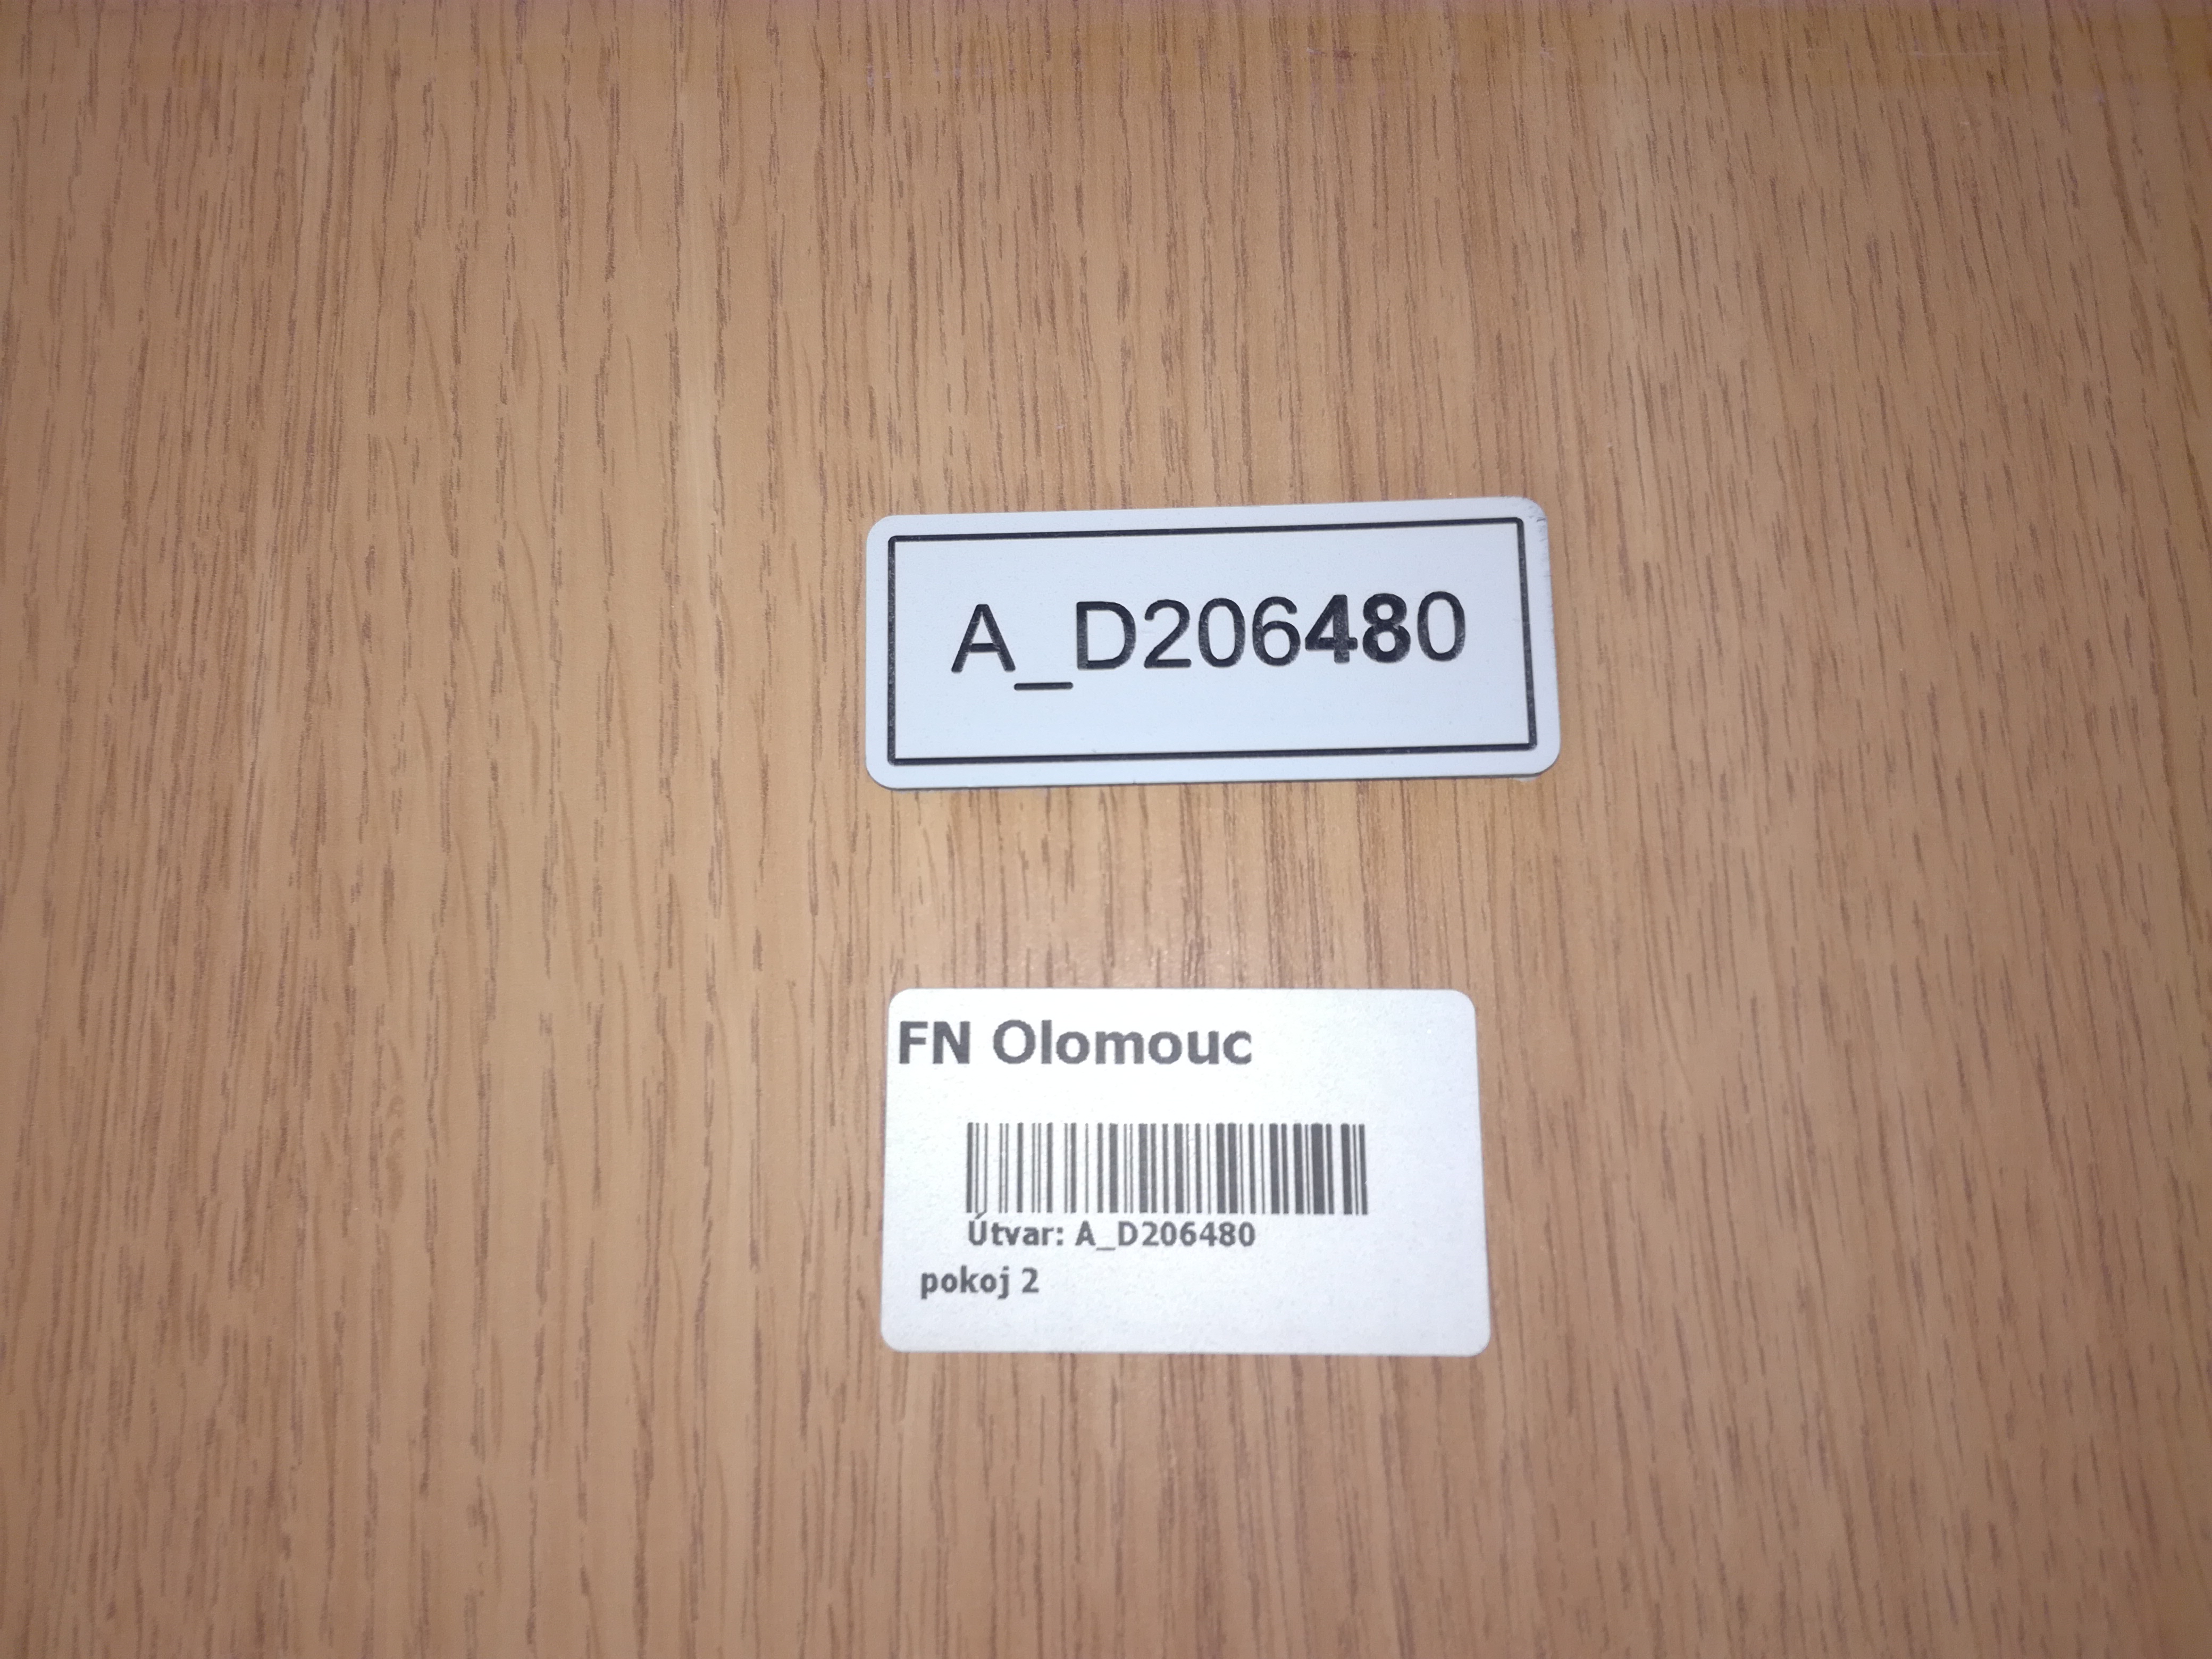 A_D206480
FN Olomouc
Útvar: A_D206480
pokoj 2